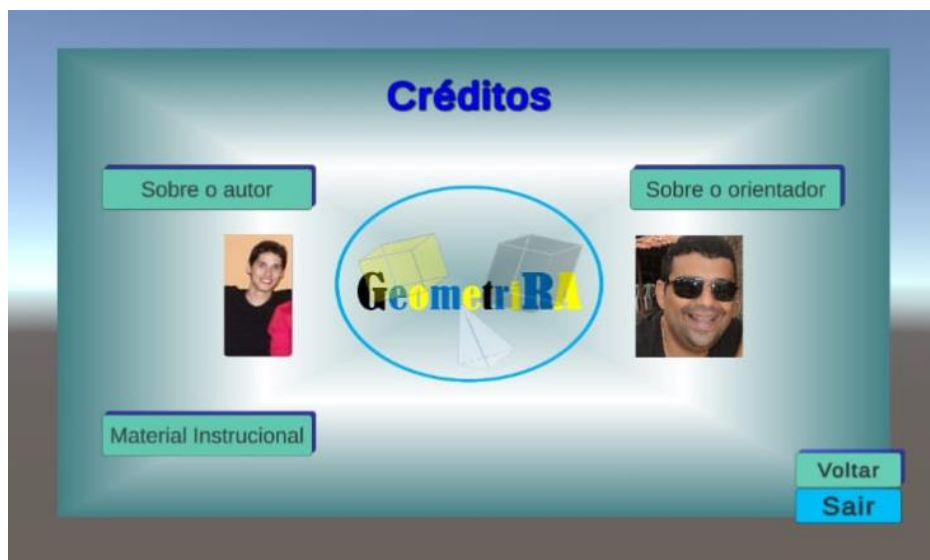 Créditos
Sobre o autor
Sobre o orientador
GeometriRA
Material Instrucional
Voltar
Sair